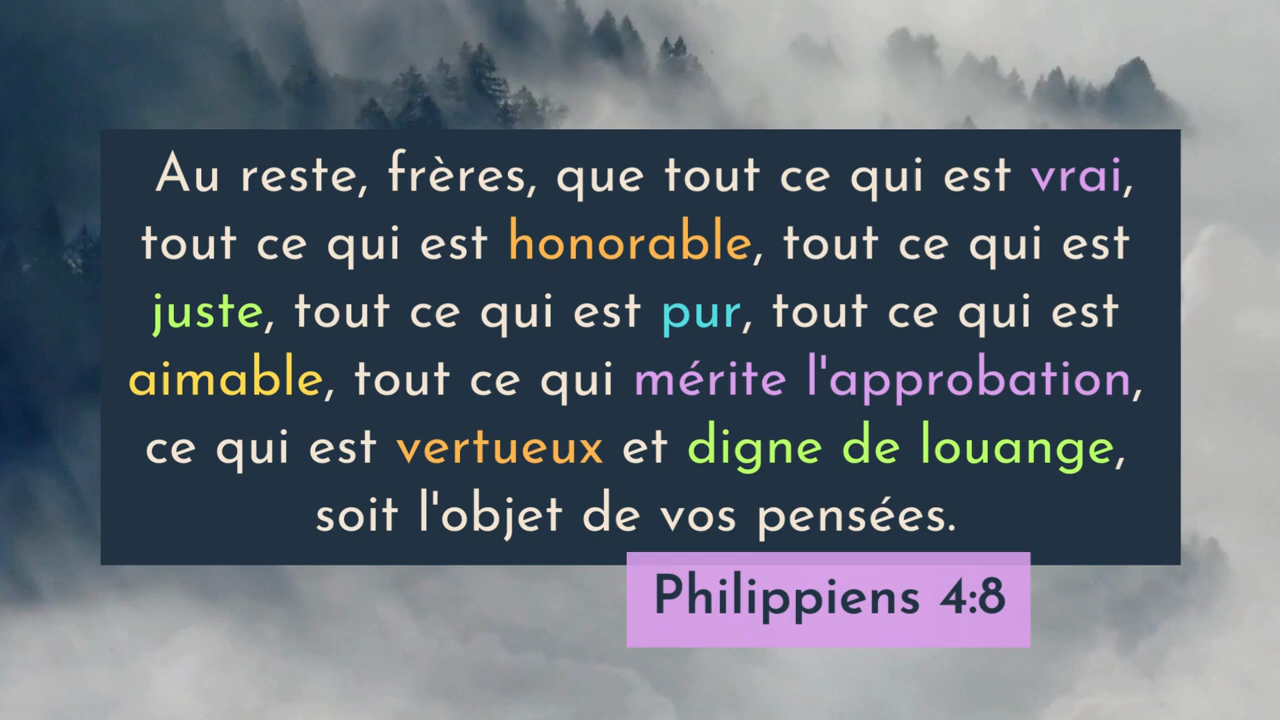 Au reste, frères, que tout ce qui est vrai,
tout ce qui est honorable, tout ce qui est
juste, tout ce qui est pur, tout ce qui est
aimable, tout ce qui mérite l'approbation,
ce qui est vertueux et digne de louange,
soit l'objet de vos pensées.
Philippiens 4:8